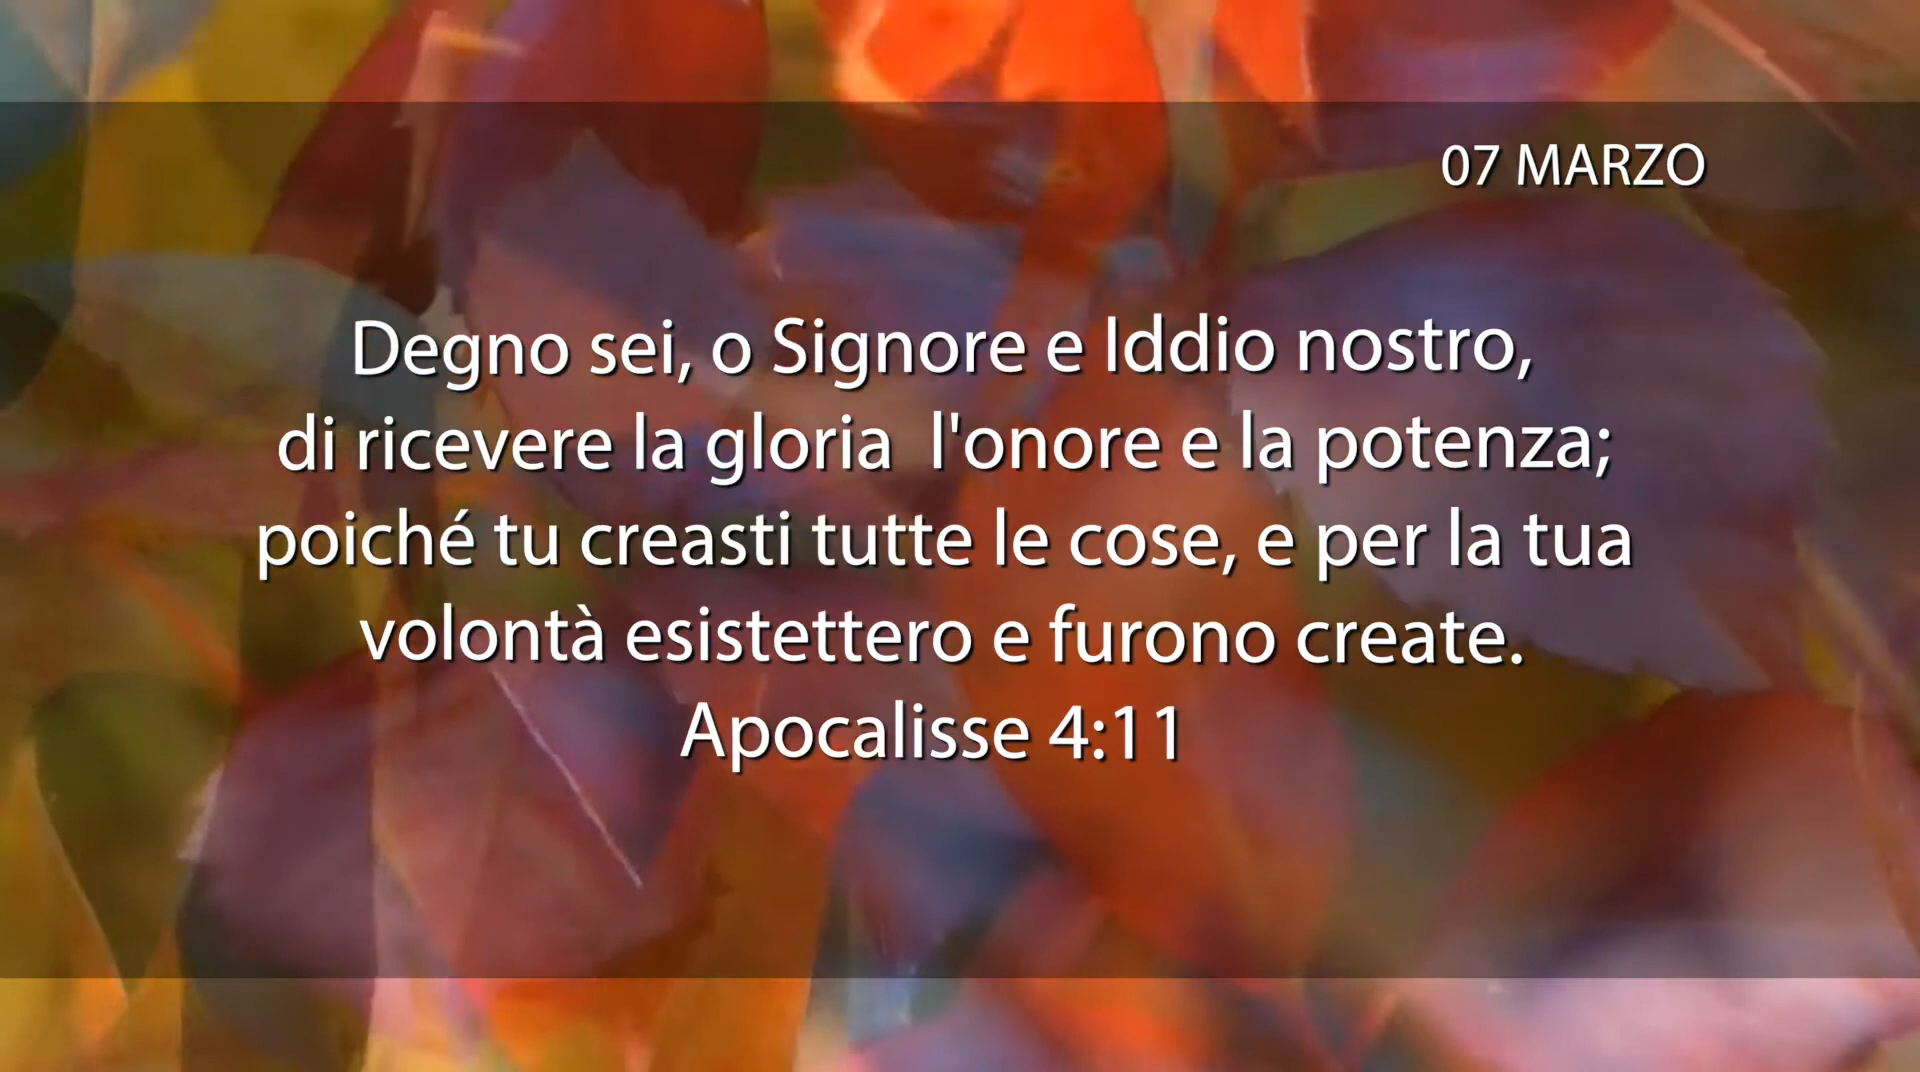 07 MARZO
Degno sei, o Signore e Iddio nostro,
di ricevere la gloria  l'onore e la potenza;
poiché tu creasti tutte le cose, e per la tua
volontà esistettero e furono create.
Apocalisse 4:11